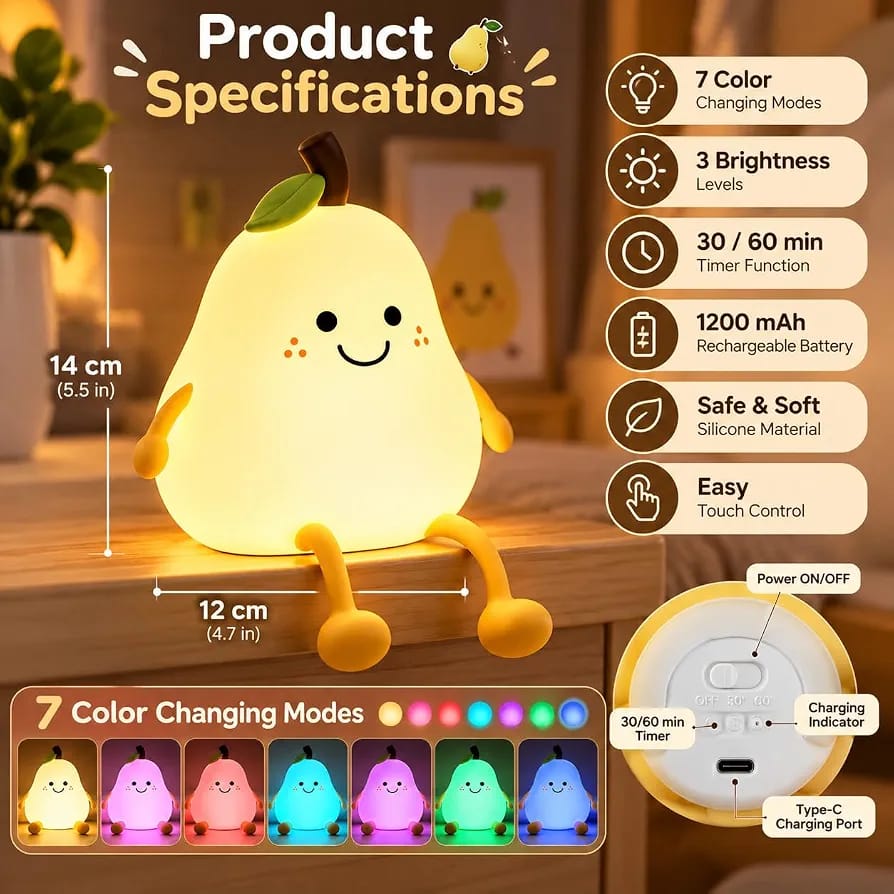 Product
Specifications
7 Color
Changing Modes
3 Brightness
Levels
30 / 60 min
Timer Function
1200 mAh
Rechargeable Battery
Safe & Soft
Silicone Material
Easy
Touch Control
14 cm
(5.5 in)
12 cm
(4.7 in)
Power ON/OFF
OFF 30'
30/60 min
Timer
Charging
Indicator
Type-C
Charging Port
7 Color Changing Modes